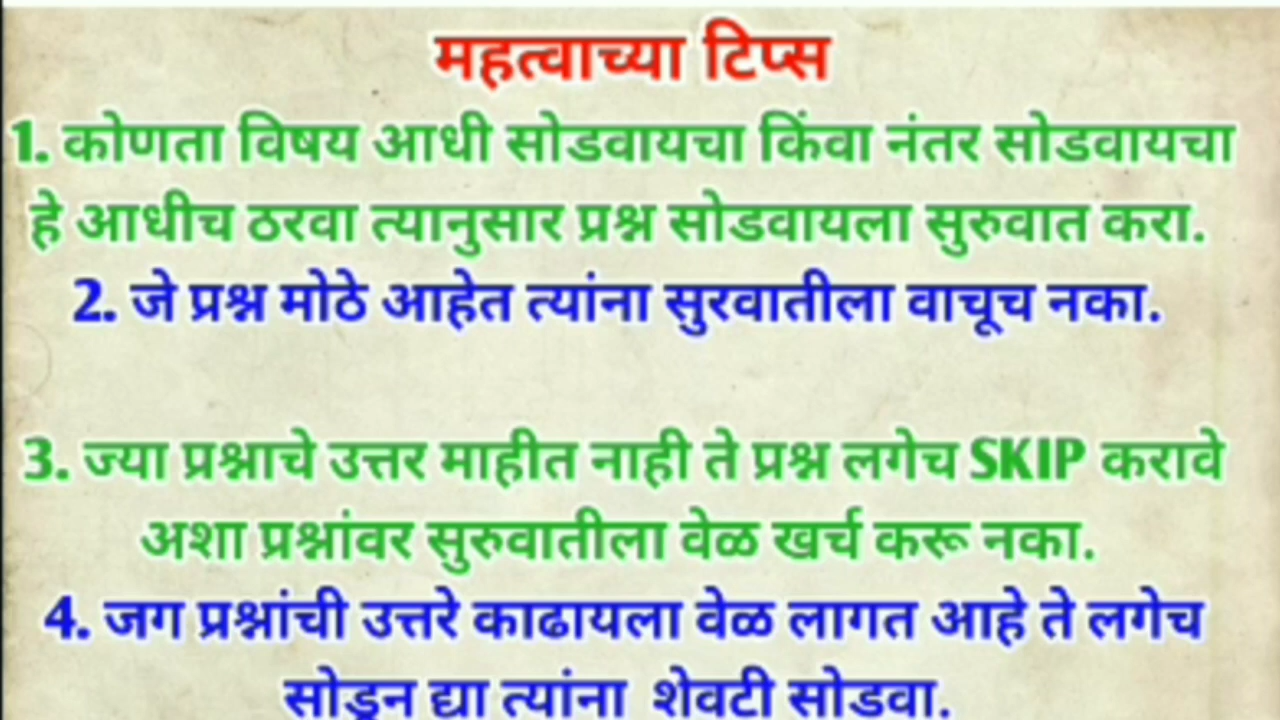 महत्वाच्या टिप्स
1. कोणता विषय आधी सोडवायचा किंवा नंतर सोडवायचा
हे आधीच ठरवा त्यानुसार प्रश्न सोडवायला सुरुवात करा.
2. जे प्रश्न मोठे आहेत त्यांना सुरवातीला वाचूच नका.
3. ज्या प्रश्नाचे उत्तर माहीत नाही ते प्रश्न लगेच SKIP करावे
अशा प्रश्नांवर सुरुवातीला वेळ खर्च करू नका.
4. जग प्रश्नांची उत्तरे काढायला वेळ लागत आहे ते लगेच
सोडून द्या त्यांना शेवटी सोडवा.